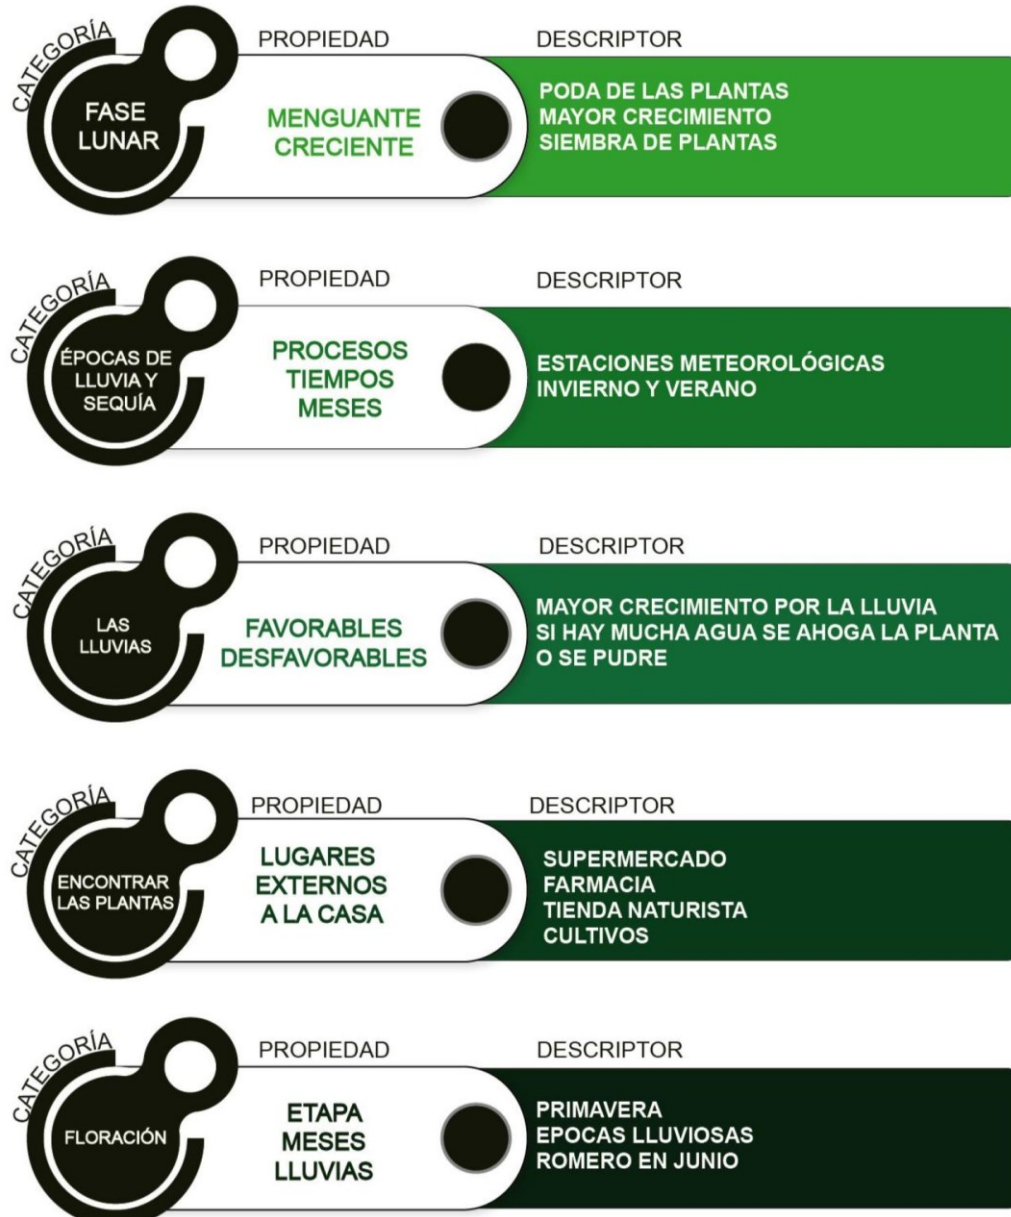 CATEGORÍA
PROPIEDAD
DESCRIPTOR
FASE
LUNAR
MENGUANTE
CRECIENTE
PODA DE LAS PLANTAS
MAYOR CRECIMIENTO
SIEMBRA DE PLANTAS
CATEGORÍA
PROPIEDAD
DESCRIPTOR
ÉPOCAS DE
LLUVIA Y
SEQUÍA
PROCESOS
TIEMPOS
MESES
ESTACIONES METEOROLÓGICAS
INVIERNO Y VERANO
CATEGORÍA
PROPIEDAD
DESCRIPTOR
LAS
LLUVIAS
FAVORABLES
DESFAVORABLES
MAYOR CRECIMIENTO POR LA LLUVIA
SI HAY MUCHA AGUA SE AHOGA LA PLANTA
O SE PUDRE
CATEGORÍA
PROPIEDAD
DESCRIPTOR
ENCONTRAR
LAS PLANTAS
LUGARES
EXTERNOS
A LA CASA
SUPERMERCADO
FARMACIA
TIENDA NATURISTA
CULTIVOS
CATEGORÍA
PROPIEDAD
DESCRIPTOR
FLORACIÓN
ETAPA
MESES
LLUVIAS
PRIMAVERA
EPOCAS LLUVIOSAS
ROMERO EN JUNIO